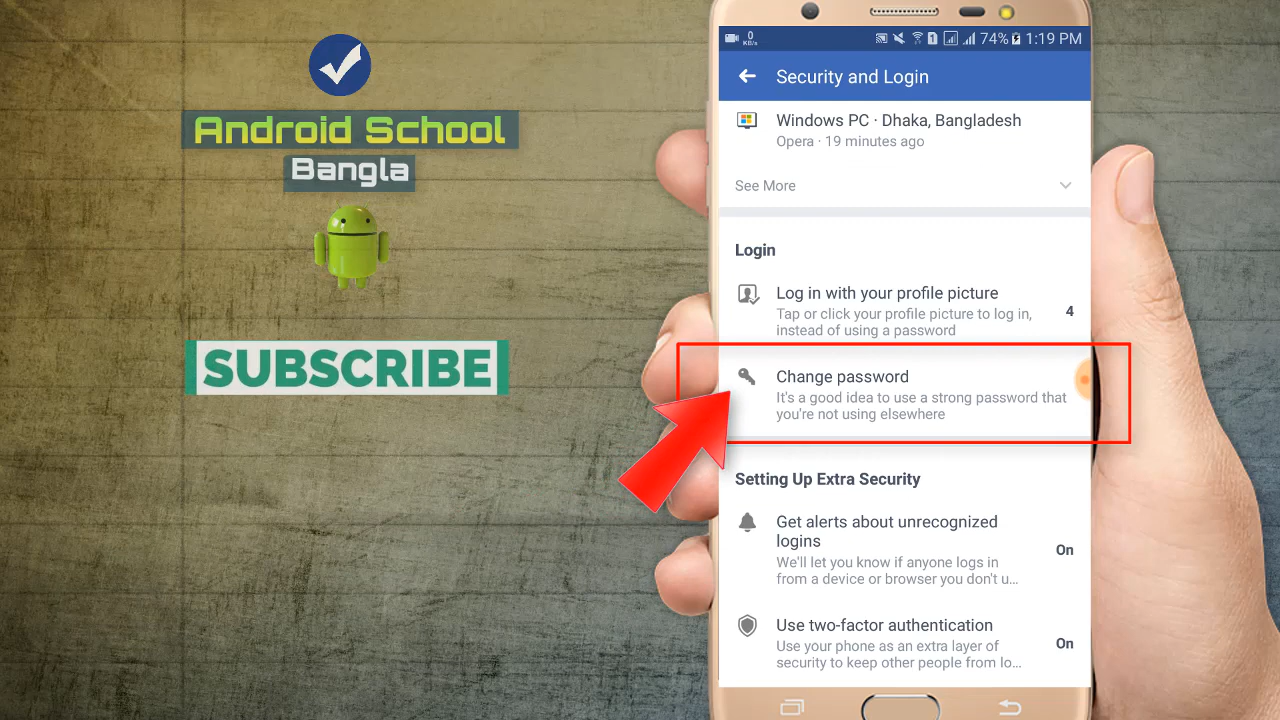 Android School
Bangla
SUBSCRIBE
0
KB/s
1
74%
1:19 PM
Security and Login
Windows PC · Dhaka, Bangladesh
Opera · 19 minutes ago
See More
Login
Log in with your profile picture
Tap or click your profile picture to log in,
instead of using a password
4
Change password
It's a good idea to use a strong password that
you're not using elsewhere
Setting Up Extra Security
Get alerts about unrecognized
logins
We'll let you know if anyone logs in
from a device or browser you don't u...
On
Use two-factor authentication
Use your phone as an extra layer of
security to keep other people from lo...
On